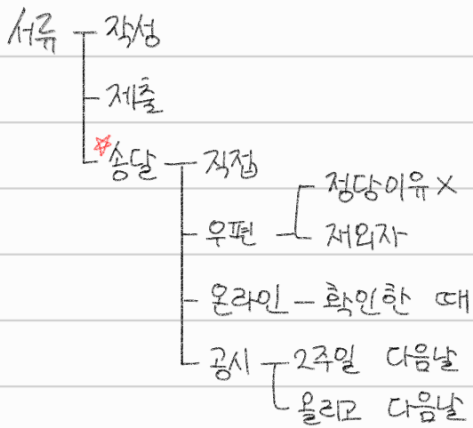 서류 작성
제출
☆송달 직접
정당이유 X
우편
재외자
온라인 - 확인한 때
공시 2주일 다음날
올리고 다음날